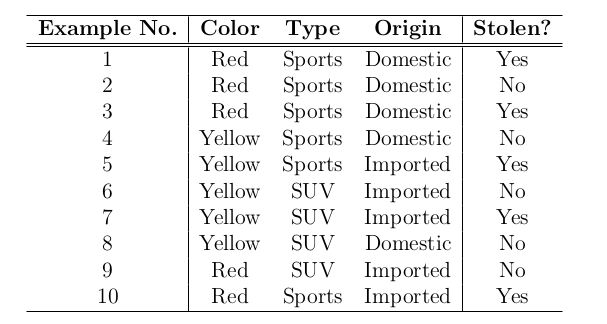 Example No. Color Type Origin Stolen?
1 Red Sports Domestic Yes
2 Red Sports Domestic No
3 Red Sports Domestic Yes
4 Yellow Sports Domestic No
5 Yellow Sports Imported Yes
6 Yellow SUV Imported No
7 Yellow SUV Imported Yes
8 Yellow SUV Domestic No
9 Red SUV Imported No
10 Red Sports Imported Yes